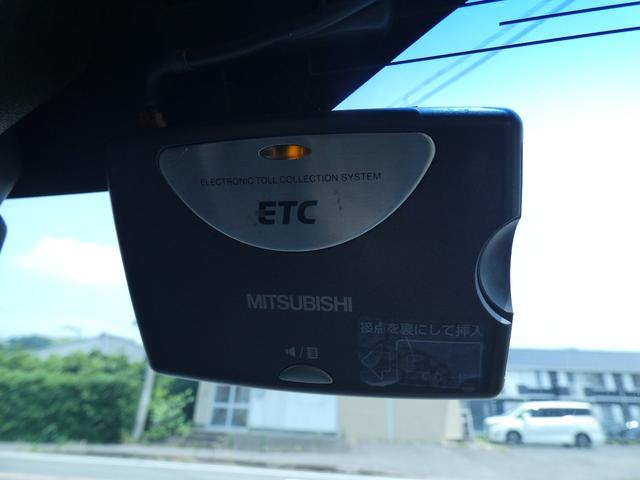 ELECTRONIC TOLL COLLECTION SYSTEM
ETC
MITSUBISHI
接点を裏にして挿入